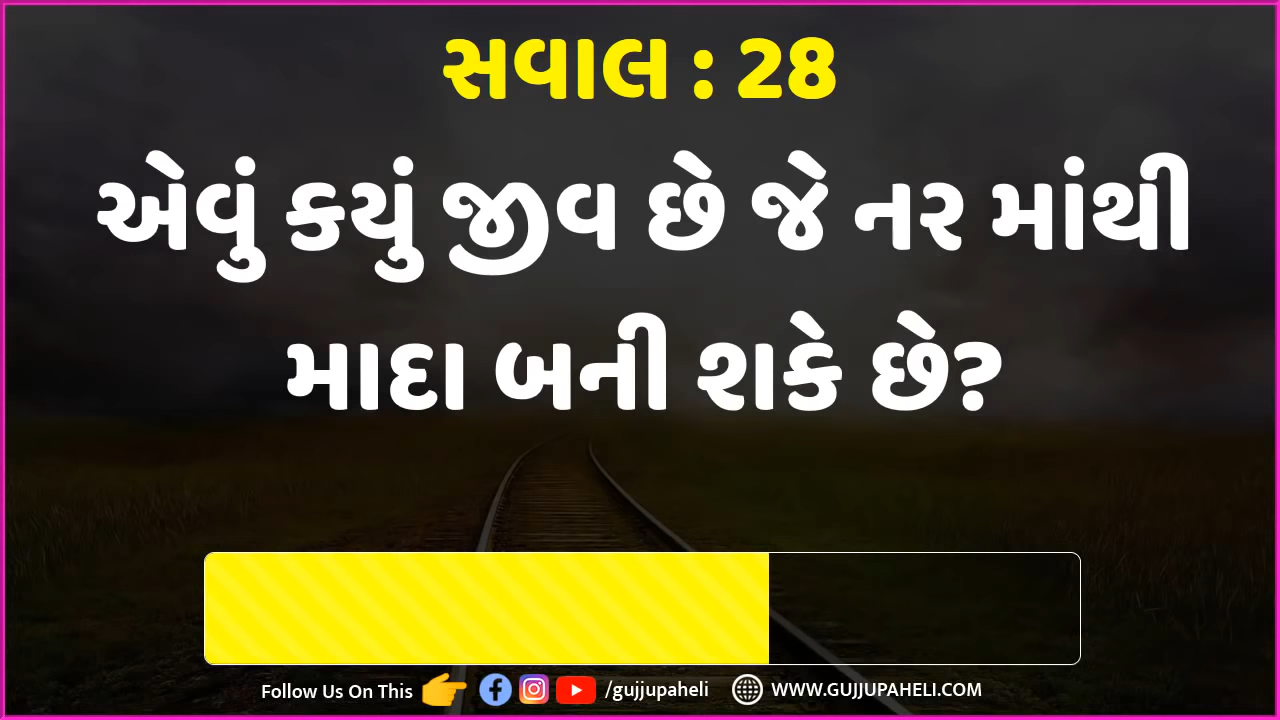 સવાલ : 28
એવું કયું જીવ છે જે નર માંથી
માદા બની શકે છે?
Follow Us On This /gujjupaheli WWW.GUJJUPAHELI.COM